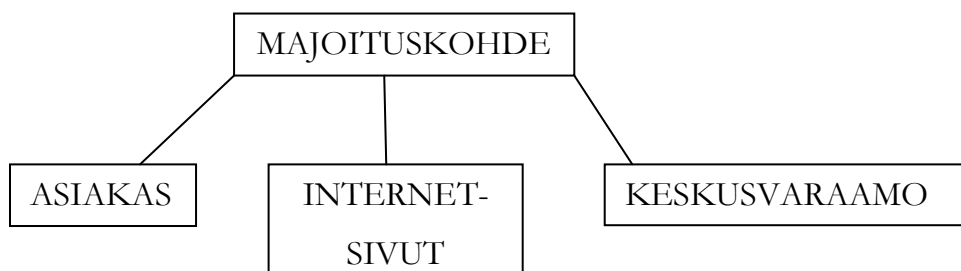 MAJOITUSKOHDE
ASIAKAS
INTERNET-
SIVUT
KESKUSVARAAMO